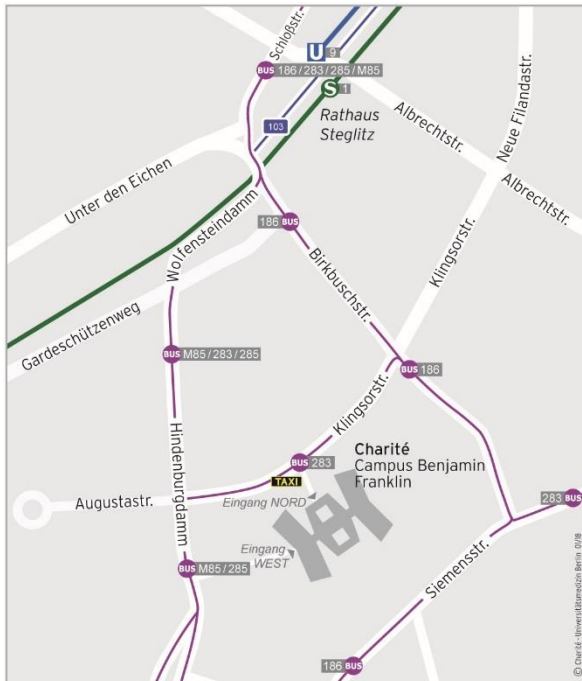 Schloßstr.
U 9
BUS 186 / 283 / 285 / M85
S 1
103
Rathaus
Steglitz
Albrechtstr.
Neue Filandastr.
Albrechtstr.
Unter den Eichen
Wolfensteindamm
186 BUS
Birkbuschstr.
Klingsorstr.
Gardeschützenweg
BUS M85 / 283 / 285
BUS 186
Klingsorstr.
Hindenburgdamm
Charité
Campus Benjamin
Franklin
BUS 283
TAXI
Augustastr.
Eingang NORD
283 BUS
Eingang
WEST
BUS M85 / 285
Siemensstr.
186 BUS
© Charité - Universitätsmedizin Berlin 01/18